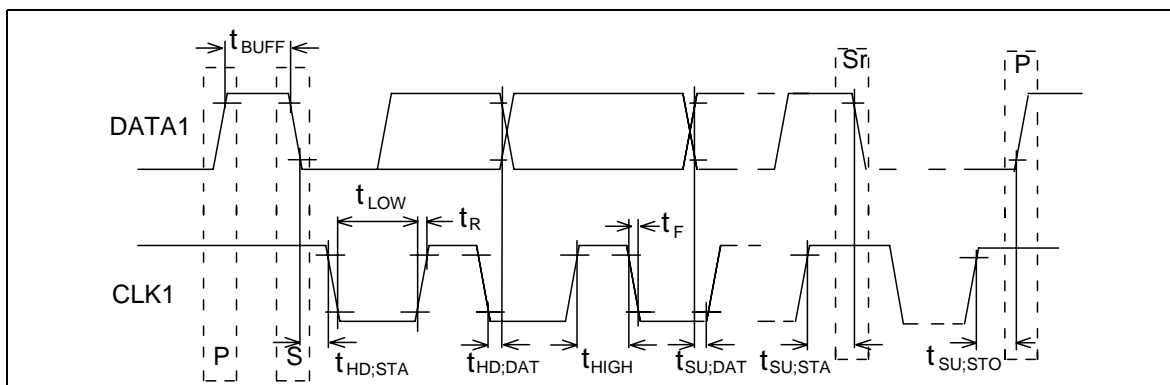 tBUFF
Sr
P
DATA1
tLOW
tR
tF
CLK1
P
S
tHD;STA
tHD;DAT
tHIGH
tSU;DAT
tSU;STA
tSU;STO